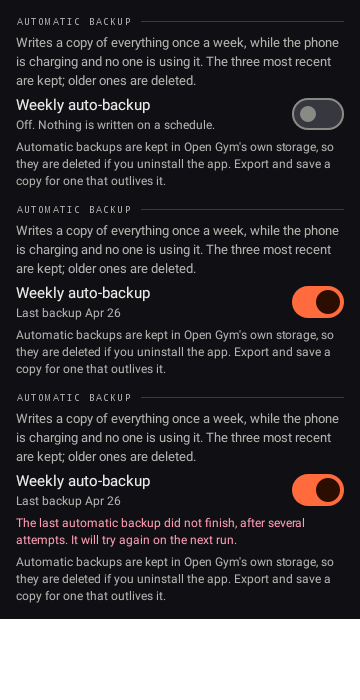 AUTOMATIC BACKUP
Writes a copy of everything once a week, while the phone
is charging and no one is using it. The three most recent
are kept; older ones are deleted.
Weekly auto-backup
Off. Nothing is written on a schedule.
Automatic backups are kept in Open Gym's own storage, so
they are deleted if you uninstall the app. Export and save a
copy for one that outlives it.
AUTOMATIC BACKUP
Writes a copy of everything once a week, while the phone
is charging and no one is using it. The three most recent
are kept; older ones are deleted.
Weekly auto-backup
Last backup Apr 26
Automatic backups are kept in Open Gym's own storage, so
they are deleted if you uninstall the app. Export and save a
copy for one that outlives it.
AUTOMATIC BACKUP
Writes a copy of everything once a week, while the phone
is charging and no one is using it. The three most recent
are kept; older ones are deleted.
Weekly auto-backup
Last backup Apr 26
The last automatic backup did not finish, after several
attempts. It will try again on the next run.
Automatic backups are kept in Open Gym's own storage, so
they are deleted if you uninstall the app. Export and save a
copy for one that outlives it.